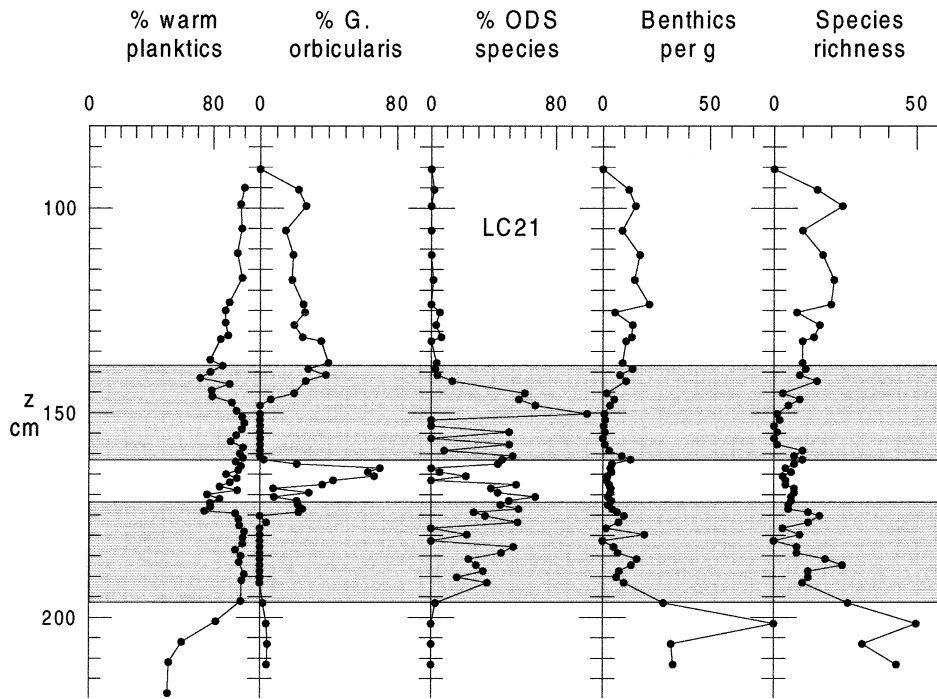 % warm % G. % ODS Benthics Species
planktics orbicularis species per g richness
0 80 0 80 0 80 0 50 0 50
100
LC21
z
cm
150
200